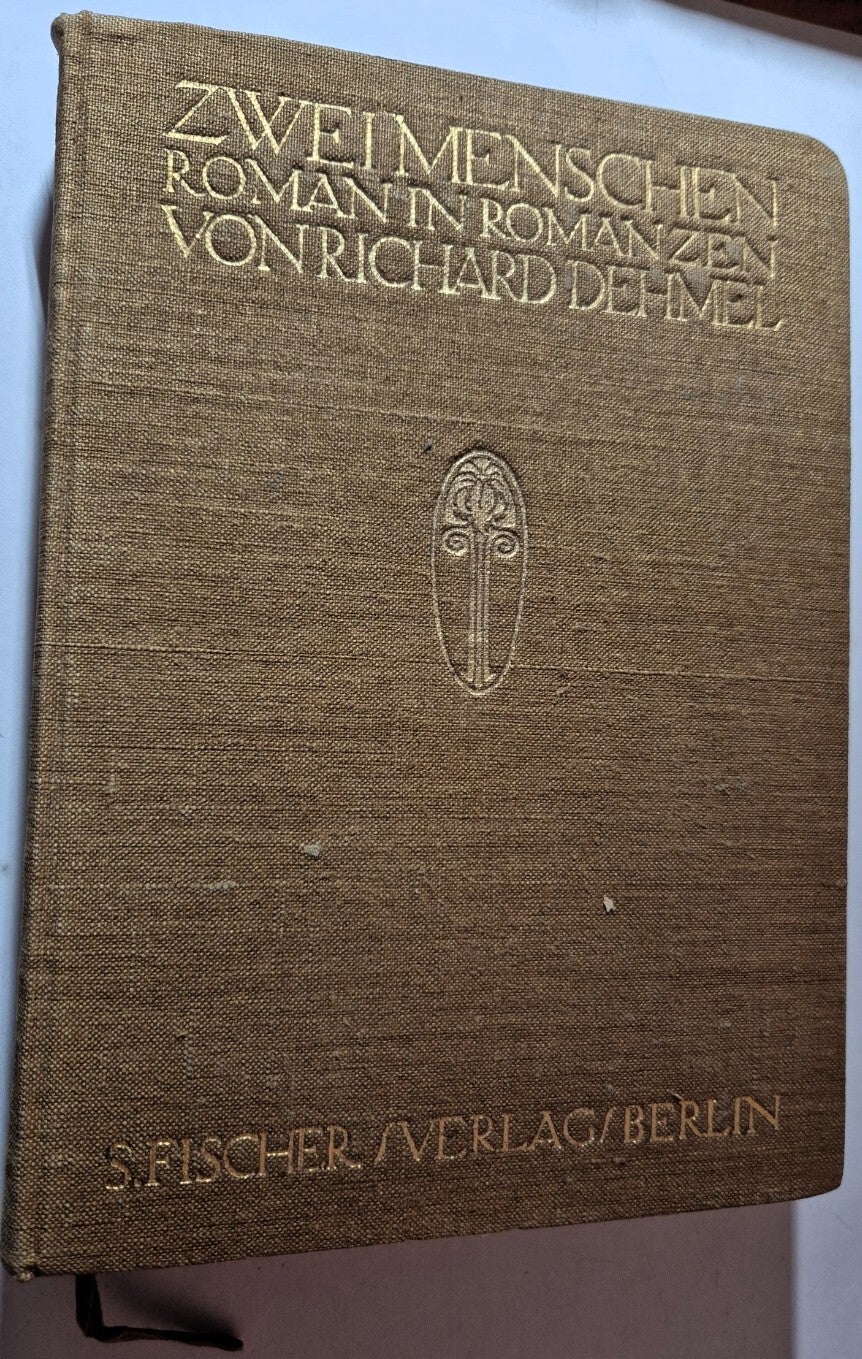 ZWEI MENSCHEN
ROMAN IN ROMANZEN
VON RICHARD DEHMEL
S. FISCHER / VERLAG / BERLIN